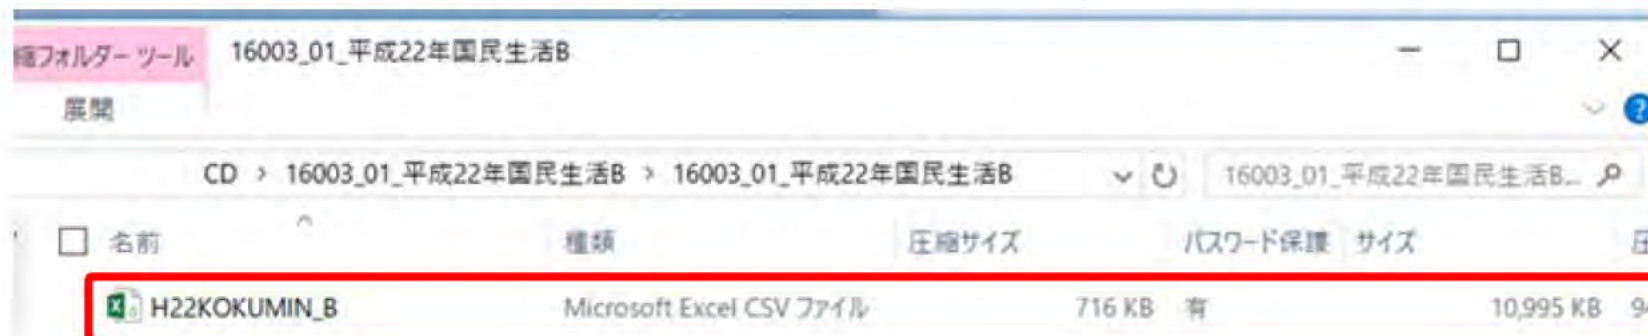 縮フォルダー ツール 16003_01_平成22年国民生活B
展開
CD > 16003_01_平成22年国民生活B > 16003_01_平成22年国民生活B 16003_01_平成22年国民生活B...
名前 種類 圧縮サイズ パスワード保護 サイズ 圧
H22KOKUMIN_B Microsoft Excel CSV ファイル 716 KB 有 10,995 KB